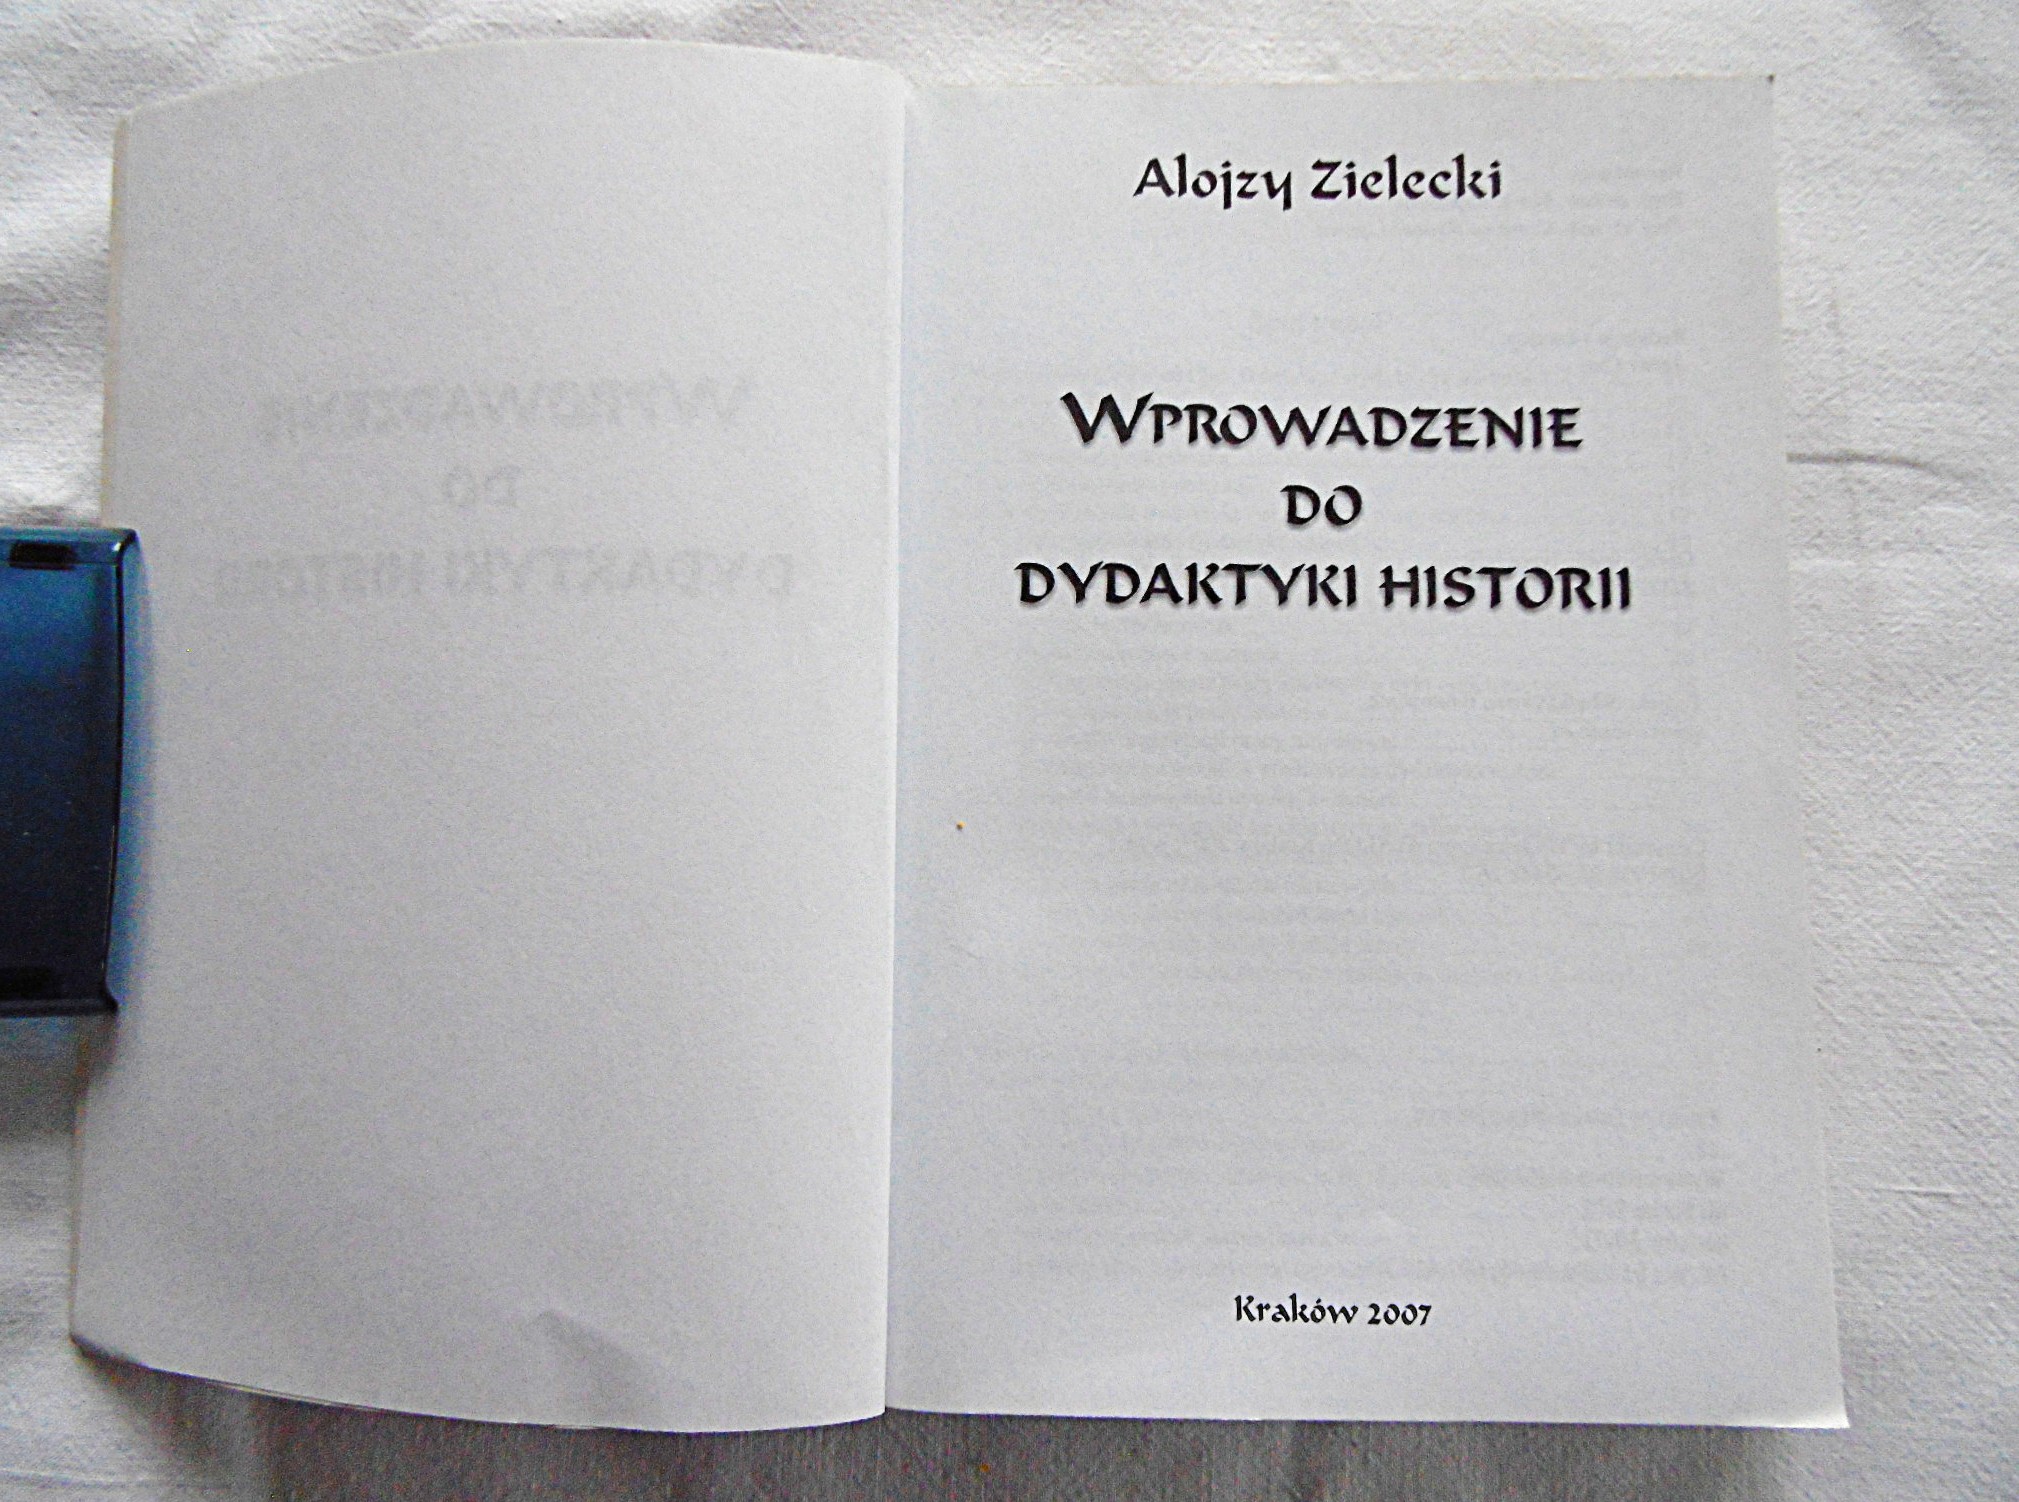 Alojzy Zielecki
WPROWADZENIE
DO
DYDAKTYKI HISTORII
Kraków 2007